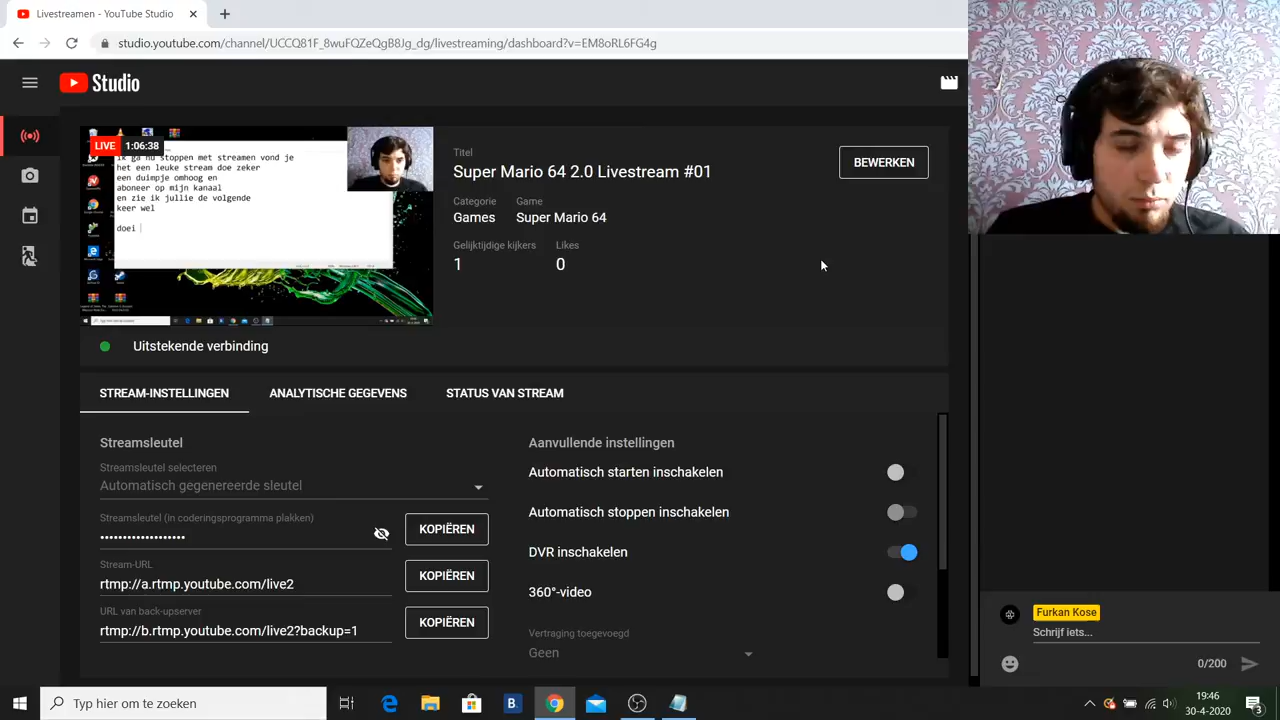 Livestreamen - YouTube Studio
studio.youtube.com/channel/UCCQ81F_8wuFQZeQgB8Jg_dg/livestreaming/dashboard?v=EM8oRL6FG4g
Studio
LIVE 1:06:38
ik ga nu stoppen met streamen vond je
het een leuke stream doe zeker
een duimpje omhoog en
aboneer op mijn kanaal
en zie ik jullie de volgende
keer wel
doei
Titel
Super Mario 64 2.0 Livestream #01
BEWERKEN
Categorie Game
Games Super Mario 64
Gelijktijdige kijkers Likes
1 0
Uitstekende verbinding
STREAM-INSTELLINGEN ANALYTISCHE GEGEVENS STATUS VAN STREAM
Streamsleutel
Streamsleutel selecteren
Automatisch gegenereerde sleutel
Streamsleutel (in coderingsprogramma plakken)
•••••••••••••••••••
KOPIËREN
Stream-URL
rtmp://a.rtmp.youtube.com/live2
KOPIËREN
URL van back-upserver
rtmp://b.rtmp.youtube.com/live2?backup=1
KOPIËREN
Aanvullende instellingen
Automatisch starten inschakelen
Automatisch stoppen inschakelen
DVR inschakelen
360°-video
Vertraging toegevoegd
Geen
Furkan Kose
Schrijf iets...
0/200
Typ hier om te zoeken
19:46
30-4-2020
3